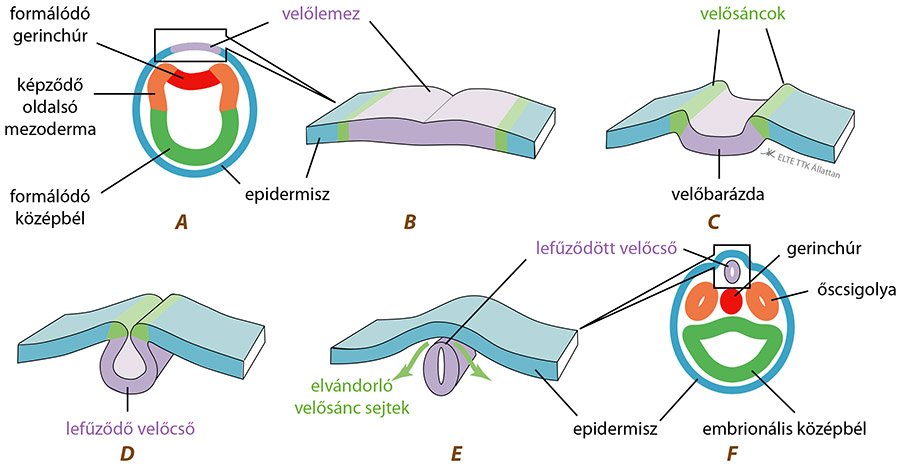 formálódó
gerinchúr
velőlemez
velősáncok
képződő
oldalsó
mezoderma
formálódó
középbél
epidermisz
velőbarázda
ELTE TTK Állattan
A
B
C
lefűződött velőcső
gerinchúr
őscsigolya
elvándorló
velősánc sejtek
lefűződő velőcső
epidermisz
embrionális középbél
D
E
F